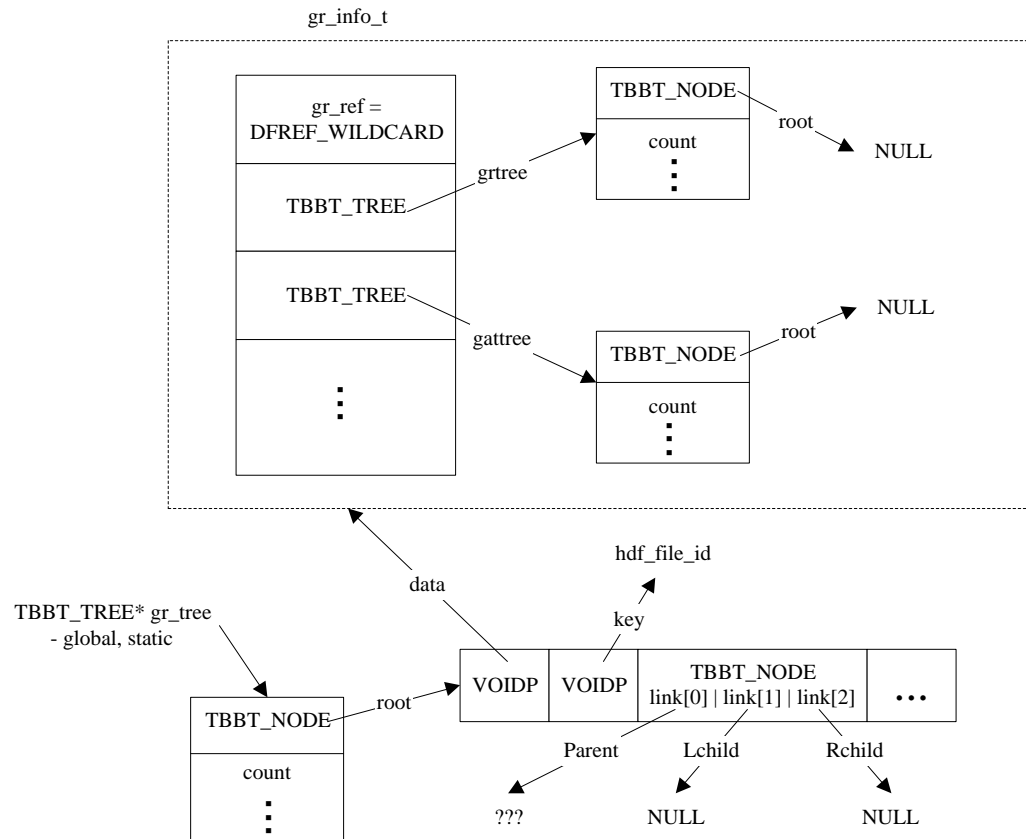 gr_info_t
gr_ref =
DFREF_WILDCARD
TBBT_TREE
grtree
TBBT_NODE
root
count
NULL
TBBT_TREE
gattree
TBBT_NODE
root
count
NULL
data
hdf_file_id
key
TBBT_TREE* gr_tree
- global, static
TBBT_NODE
root
count
VOIDP
VOIDP
TBBT_NODE
link[0] | link[1] | link[2]
Parent
Lchild
Rchild
???
NULL
NULL